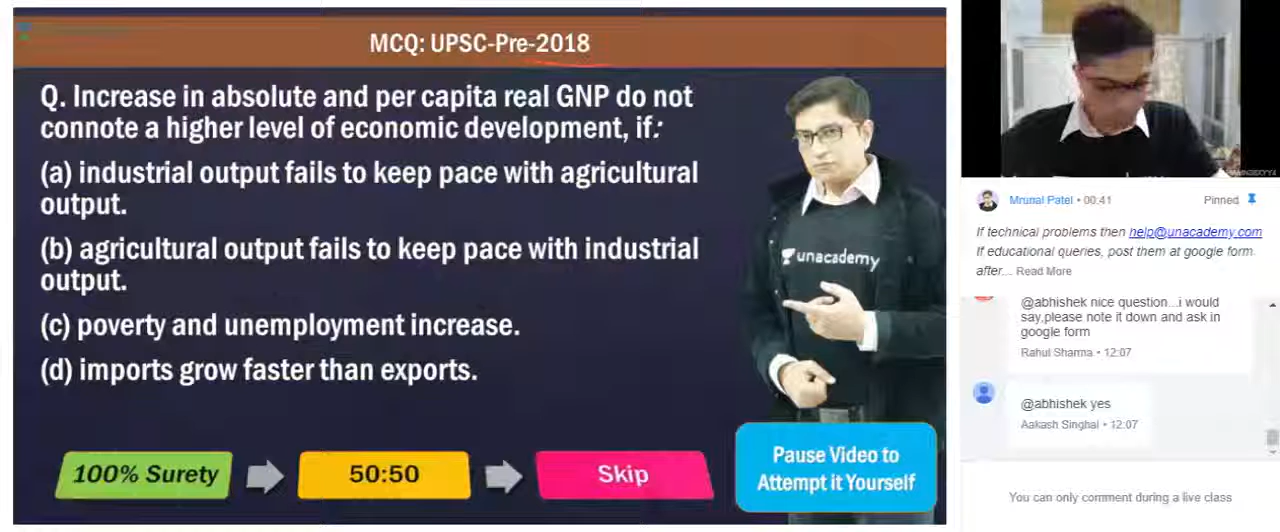 MCQ: UPSC-Pre-2018
Q. Increase in absolute and per capita real GNP do not
connote a higher level of economic development, if:
(a) industrial output fails to keep pace with agricultural
output.
(b) agricultural output fails to keep pace with industrial
output.
(c) poverty and unemployment increase.
(d) imports grow faster than exports.
unacademy
100% Surety
50:50
Skip
Pause Video to
Attempt it Yourself
Mrunal Patel • 00:41 Pinned
If technical problems then help@unacademy.com
If educational queries, post them at google form
after... Read More
@abhishek nice question...i would
say,please note it down and ask in
google form
Rahul Sharma • 12:07
@abhishek yes
Aakash Singhal • 12:07
You can only comment during a live class